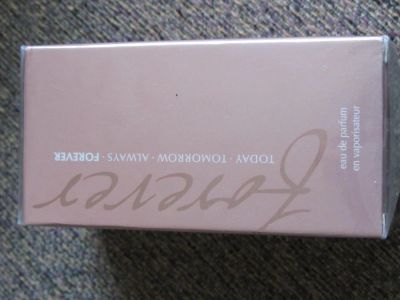 TODAY · TOMORROW · ALWAYS · FOREVER
Forever
eau de parfum
en vaporisateur